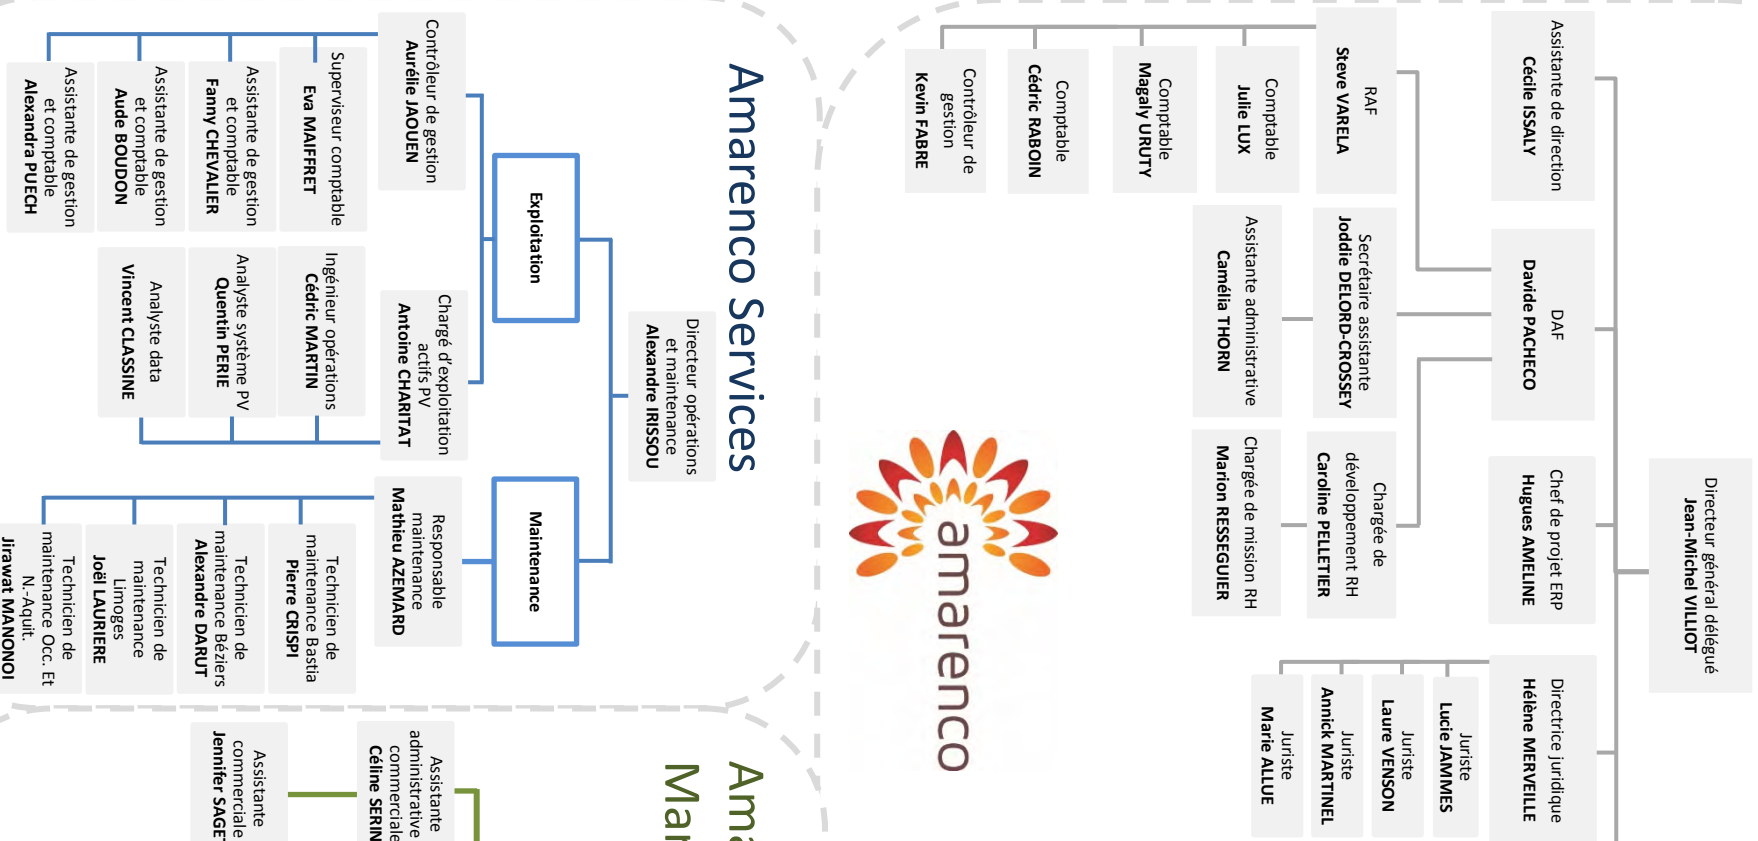 Directeur général délégué
Jean-Michel VILLIOT
Assistante de direction
Cécile ISSALY
DAF
Davide PACHECO
Chef de projet ERP
Hugues AMELINE
Directrice juridique
Hélène MERVEILLE
RAF
Steve VARELA
Comptable
Julie LUX
Comptable
Magaly URUTY
Comptable
Cédric RABOIN
Contrôleur de
gestion
Kevin FABRE
Secrétaire assistante
Joddie DELORD-CROSSEY
Assistante administrative
Camélia THORN
Chargée de
développement RH
Caroline PELLETIER
Chargée de mission RH
Marion RESSEGUIER
Juriste
Lucie JAMMES
Juriste
Laure VENSON
Juriste
Annick MARTINEL
Juriste
Marie ALLUE
amarenco
Amarenco Services
Directeur opérations
et maintenance
Alexandre IRISSOU
Exploitation
Maintenance
Contrôleur de gestion
Aurélie JAOUEN
Superviseur comptable
Eva MAIFFRET
Assistante de gestion
et comptable
Fanny CHEVALIER
Assistante de gestion
et comptable
Aude BOUDON
Assistante de gestion
et comptable
Alexandra PUECH
Chargé d'exploitation
actifs PV
Antoine CHARITAT
Ingénieur opérations
Cédric MARTIN
Analyste système PV
Quentin PERIE
Analyste data
Vincent CLASSINE
Responsable
maintenance
Mathieu AZEMARD
Technicien de
maintenance Bastia
Pierre CRISPI
Technicien de
maintenance Béziers
Alexandre DARUT
Technicien de
maintenance
Limoges
Joël LAURIERE
Technicien de
maintenance Occ. Et
N.-Aquit.
Jirawat MANONOI
Ama
Mar
Assistante
administrative
commerciale
Céline SERIN
Assistante
commerciale
Jennifer SAGET